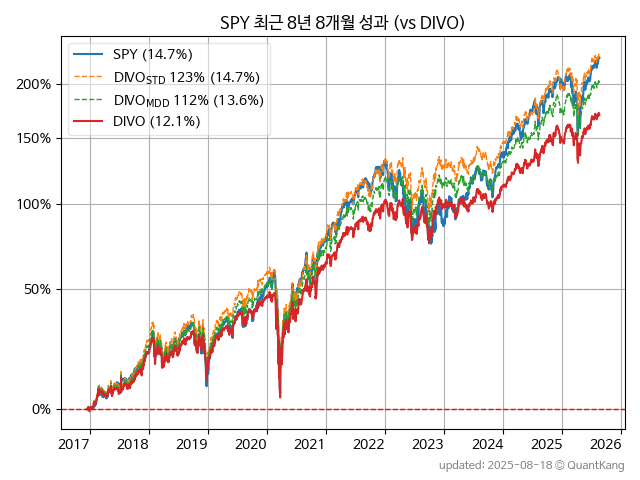 SPY 최근 8년 8개월 성과 (vs DIVO)
SPY (14.7%)
DIVO_STD 123% (14.7%)
DIVO_MDD 112% (13.6%)
DIVO (12.1%)
200%
150%
100%
50%
0%
2017 2018 2019 2020 2021 2022 2023 2024 2025 2026
updated: 2025-08-18 © QuantKang